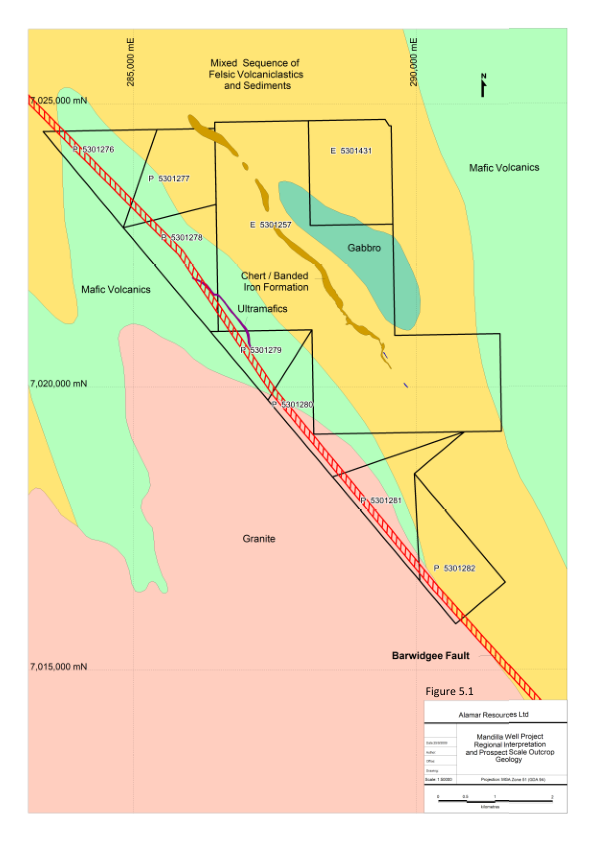 285,000 mE
290,000 mE
Mixed Sequence of
Felsic Volcaniclastics
and Sediments
N
7,025,000 mN
P 5301276
E 5301431
P 5301277
Mafic Volcanics
E 5301257
P 5301278
Gabbro
Chert / Banded
Iron Formation
Mafic Volcanics
Ultramafics
P 5301279
7,020,000 mN
P 5301280
P 5301281
Granite
P 5301282
Barwidgee Fault
7,015,000 mN
Figure 5.1
Alamar Resources Ltd
Mandilla Well Project
Regional Interpretation
and Prospect Scale Outcrop
Geology
Author
Office
Drawing
Scale: 1:50000
Projection: MGA Zone 51 (GDA 94)
0 0.5 1 2
kilometres